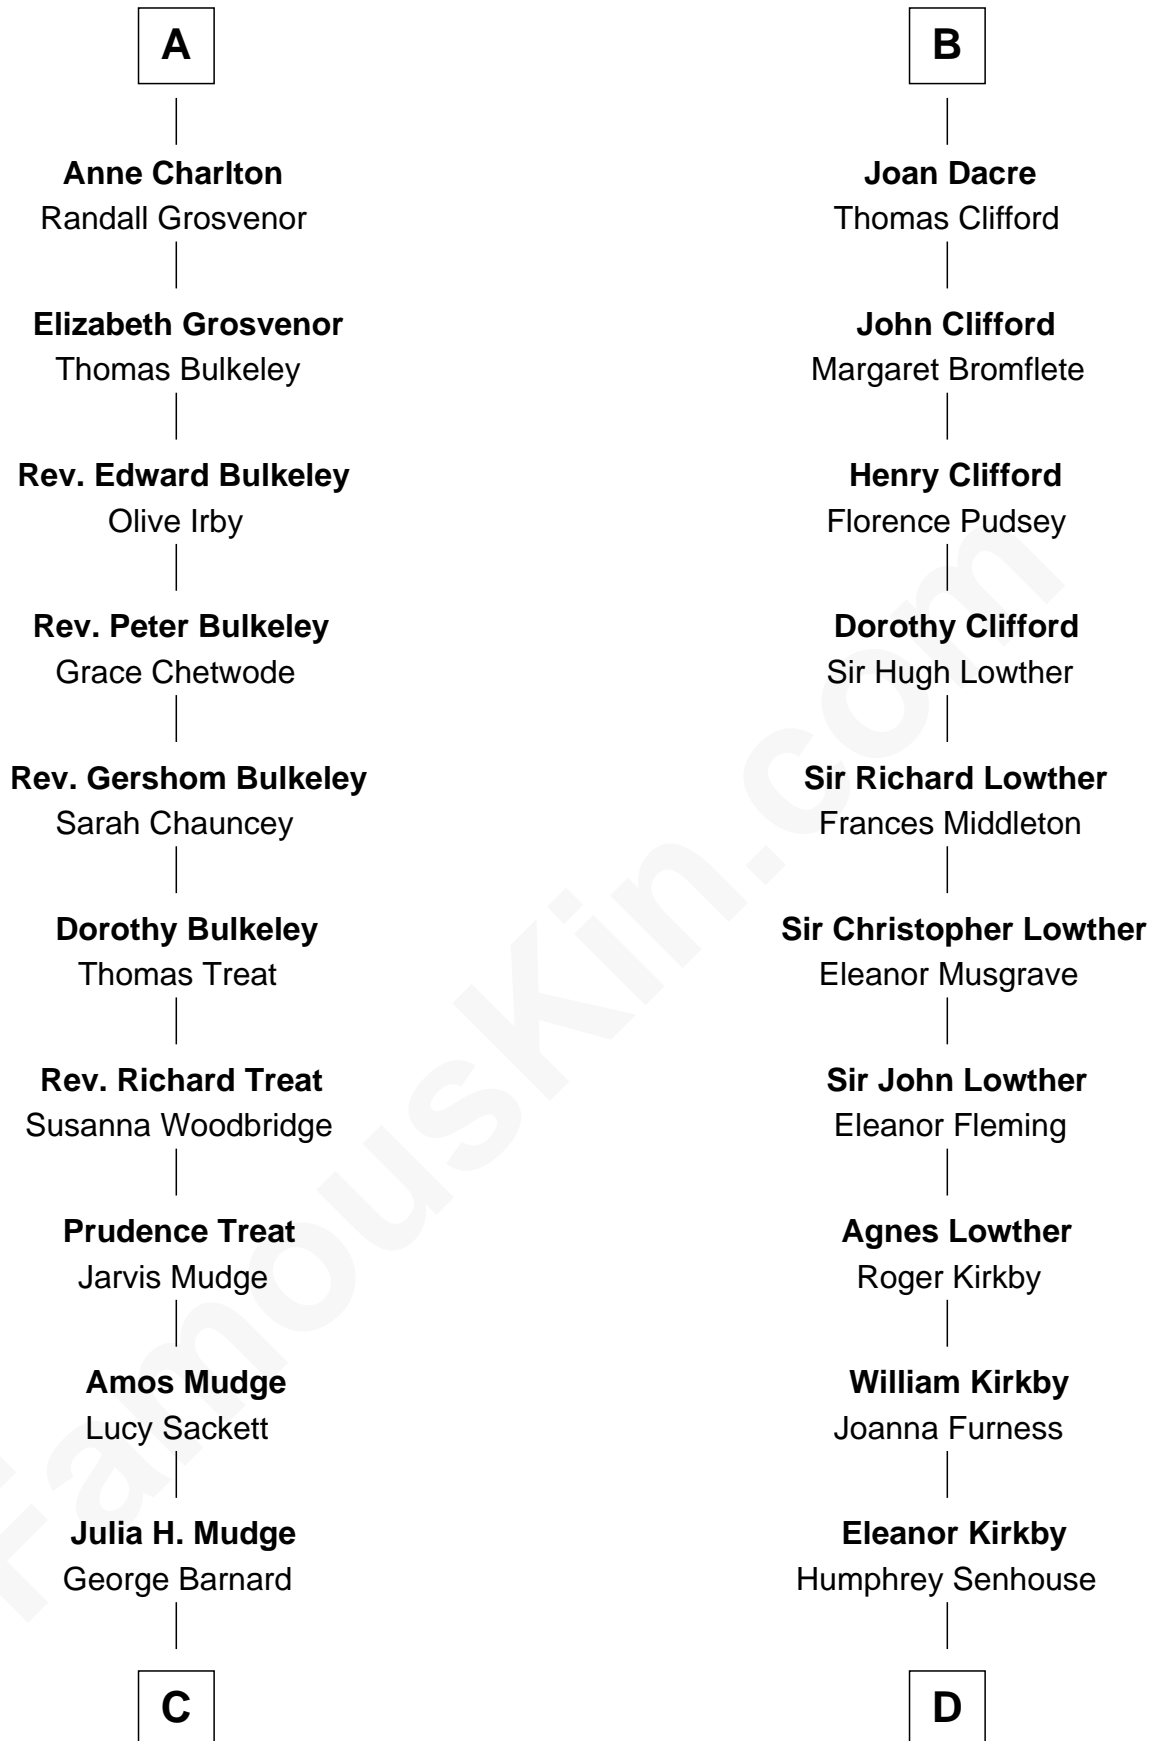 A
Anne Charlton
Randall Grosvenor
Elizabeth Grosvenor
Thomas Bulkeley
Rev. Edward Bulkeley
Olive Irby
Rev. Peter Bulkeley
Grace Chetwode
Rev. Gershom Bulkeley
Sarah Chauncey
Dorothy Bulkeley
Thomas Treat
Rev. Richard Treat
Susanna Woodbridge
Prudence Treat
Jarvis Mudge
Amos Mudge
Lucy Sackett
Julia H. Mudge
George Barnard
C
B
Joan Dacre
Thomas Clifford
John Clifford
Margaret Bromflete
Henry Clifford
Florence Pudsey
Dorothy Clifford
Sir Hugh Lowther
Sir Richard Lowther
Frances Middleton
Sir Christopher Lowther
Eleanor Musgrave
Sir John Lowther
Eleanor Fleming
Agnes Lowther
Roger Kirkby
William Kirkby
Joanna Furness
Eleanor Kirkby
Humphrey Senhouse
D
FamousKin.com